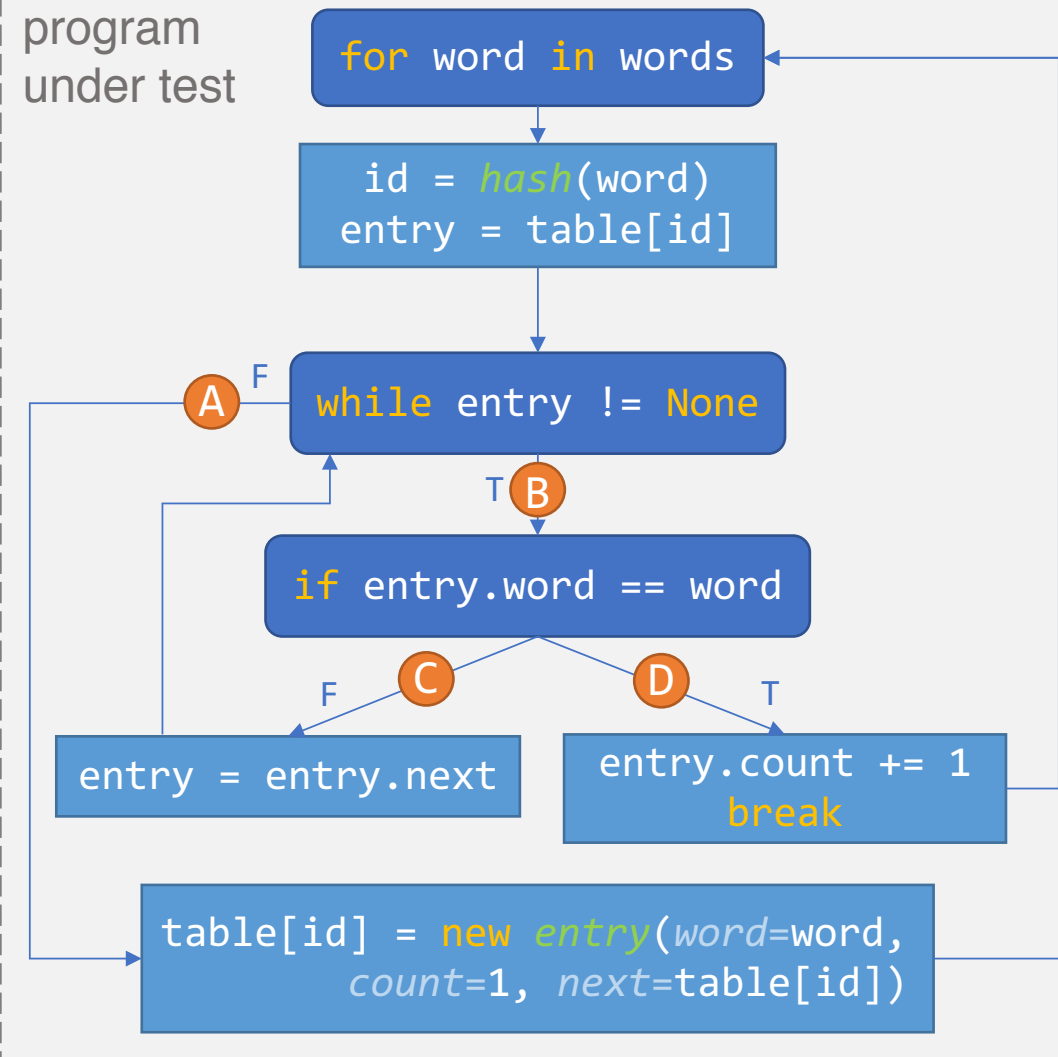 program
under test
for word in words
id = hash(word)
entry = table[id]
F
A
while entry != None
T
B
if entry.word == word
C
D
F
T
entry = entry.next
entry.count += 1
break
table[id] = new entry(word=word,
count=1, next=table[id])